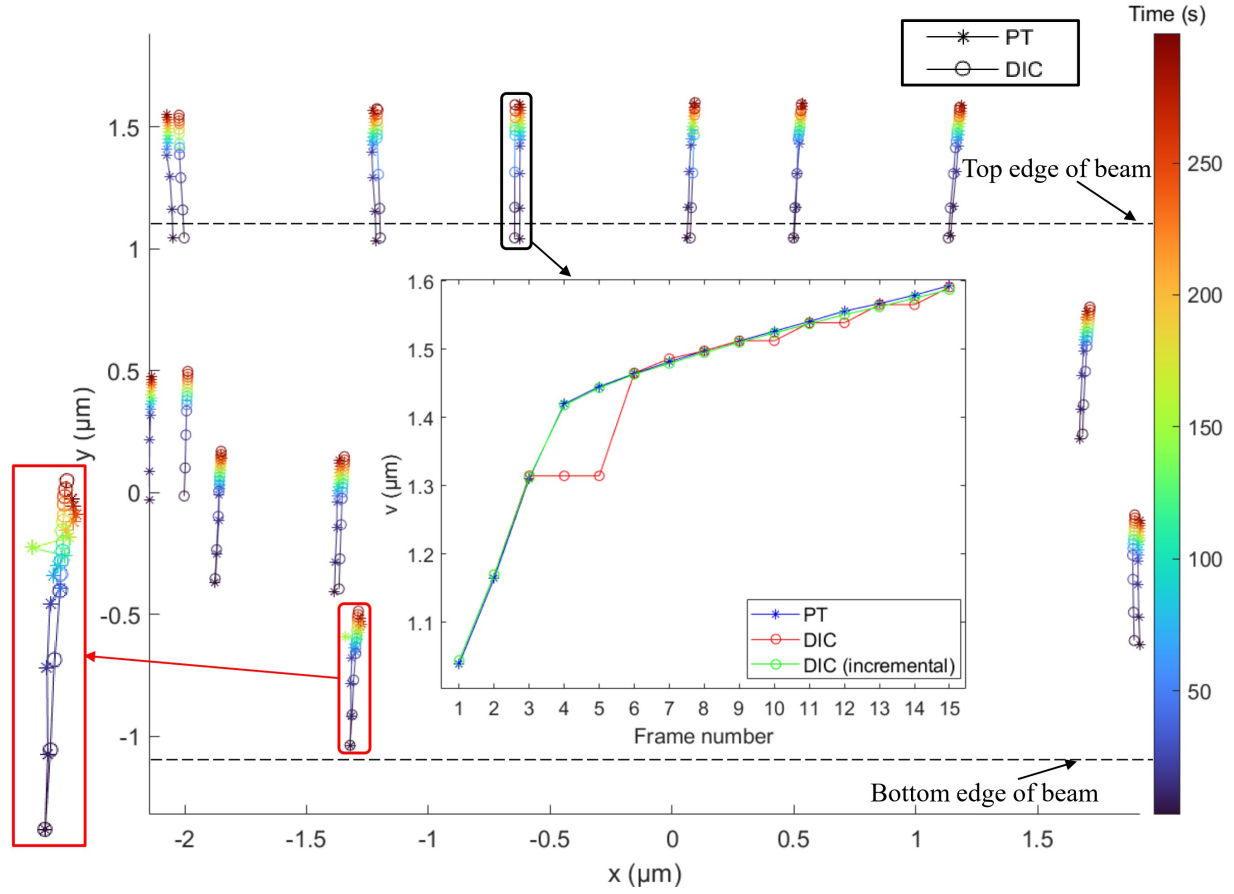 Time (s)
PT
DIC
Top edge of beam
1.5
1
0.5
0
-0.5
-1
y (µm)
250
200
150
100
50
1.6
1.5
1.4
1.3
1.2
1.1
v (µm)
PT
DIC
DIC (incremental)
1 2 3 4 5 6 7 8 9 10 11 12 13 14 15
Frame number
Bottom edge of beam
-2 -1.5 -1 -0.5 0 0.5 1 1.5
x (µm)